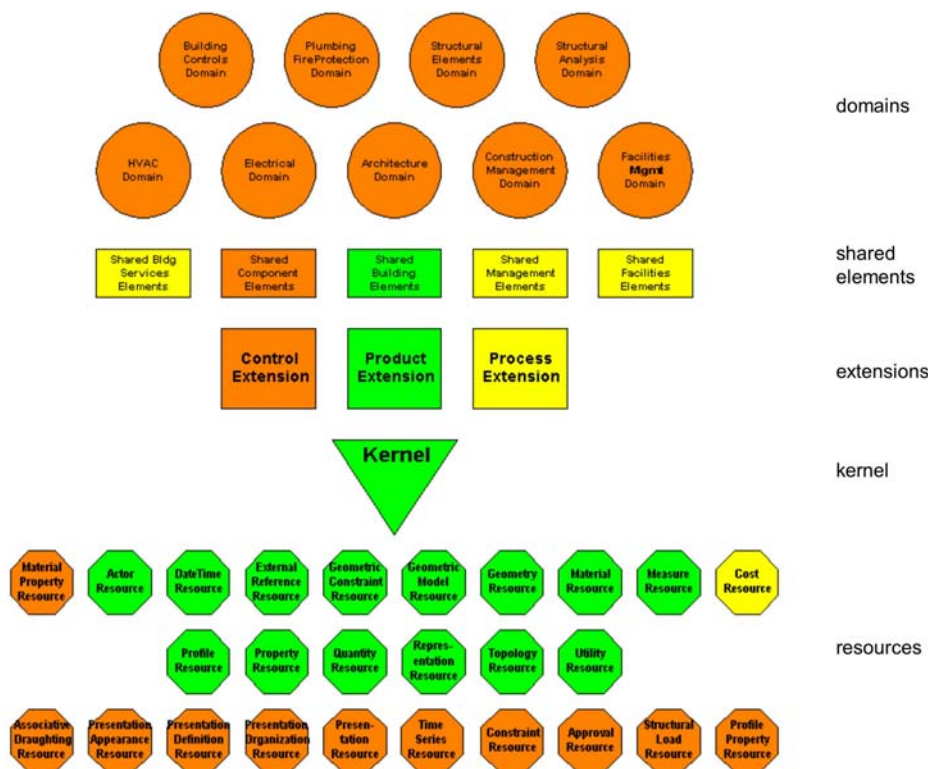 Building
Controls
Domain
Plumbing
FireProtection
Domain
Structural
Elements
Domain
Structural
Analysis
Domain
domains
HVAC
Domain
Electrical
Domain
Architecture
Domain
Construction
Management
Domain
Facilities
Mgmt
Domain
Shared Bldg
Services
Elements
Shared
Component
Elements
Shared
Building
Elements
Shared
Management
Elements
Shared
Facilities
Elements
shared
elements
Control
Extension
Product
Extension
Process
Extension
extensions
Kernel
kernel
Material
Property
Resource
Actor
Resource
DateTime
Resource
External
Reference
Resource
Geometric
Constraint
Resource
Geometric
Model
Resource
Geometry
Resource
Material
Resource
Measure
Resource
Cost
Resource
Profile
Resource
Property
Resource
Quantity
Resource
Repres-
entation
Resource
Topology
Resource
Utility
Resource
resources
Associative
Draughting
Resource
Presentation
Appearance
Resource
Presentation
Definition
Resource
Presentation
Organization
Resource
Presen-
tation
Resource
Time
Series
Resource
Constraint
Resource
Approval
Resource
Structural
Load
Resource
Profile
Property
Resource